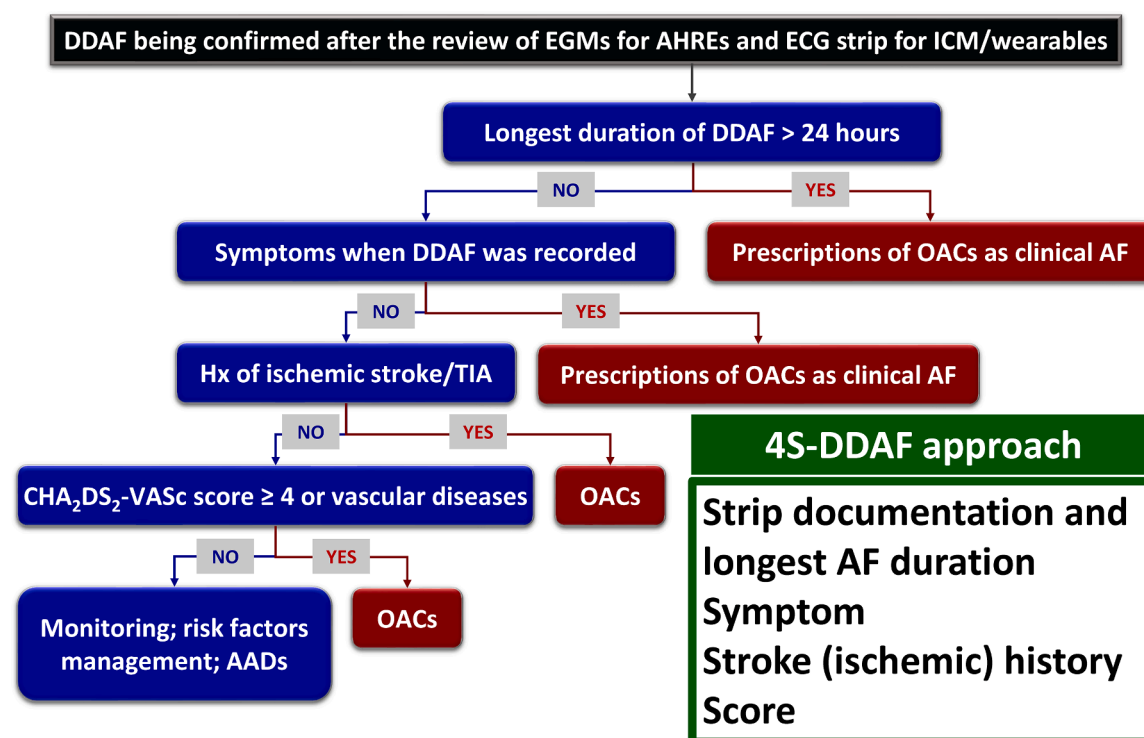 DDAF being confirmed after the review of EGMs for AHREs and ECG strip for ICM/wearables
Longest duration of DDAF > 24 hours
NO
YES
Symptoms when DDAF was recorded
Prescriptions of OACs as clinical AF
NO
YES
Hx of ischemic stroke/TIA
Prescriptions of OACs as clinical AF
NO
YES
CHA₂DS₂-VASc score ≥ 4 or vascular diseases
OACs
NO
YES
Monitoring; risk factors
management; AADs
OACs
4S-DDAF approach
Strip documentation and
longest AF duration
Symptom
Stroke (ischemic) history
Score